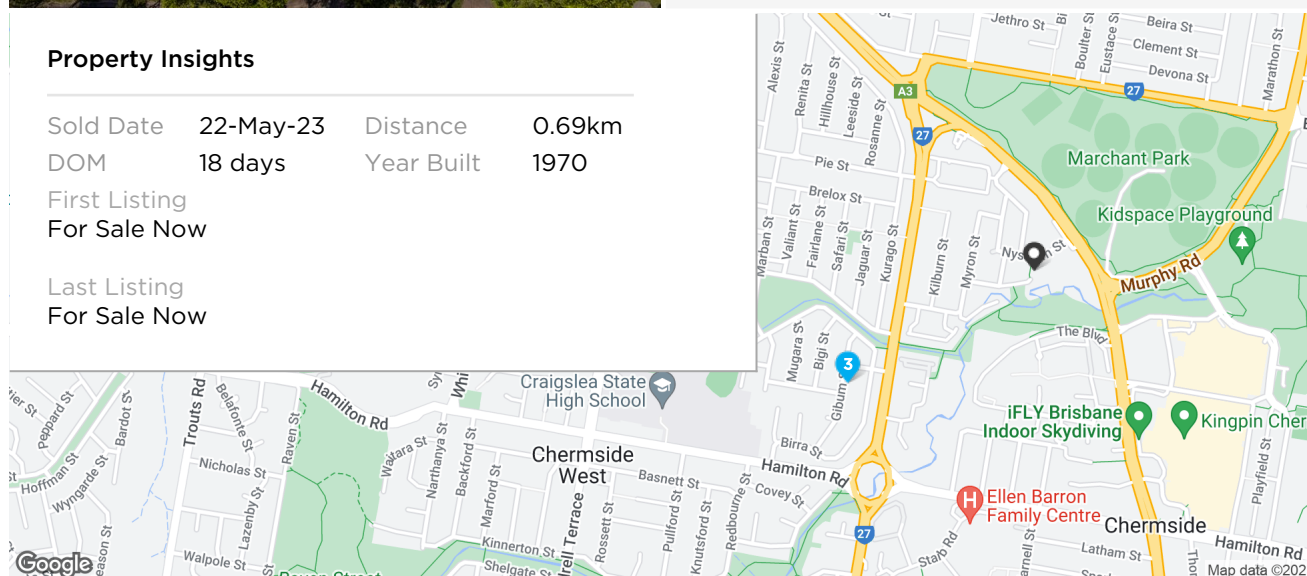 Property Insights
Sold Date 22-May-23 Distance 0.69km
DOM 18 days Year Built 1970
First Listing
For Sale Now
Last Listing
For Sale Now
Jethro St
Beira St
Boulter St
Eustace St
Clement St
Devona St
Marathon St
Alexis St
Renita St
Hillhouse St
Leeside St
Rosanne St
A3
27
27
Marchant Park
Pie St
Brelox St
Kidspace Playground
Marban St
Valiant St
Fairlane St
Safari St
Jaguar St
Kurago St
Kilburn St
Myron St
Murphy Rd
The Blvd
Mugara St
Bigi St
3
Craigslea State
High School
Hamilton Rd
Trouts Rd
Belafonte St
Raven St
Peppard St
Bardot St
Hoffman St
Wyngarde St
Nicholas St
Lazenby St
Walpole St
Narthanya St
Backford St
Marford St
Kinnerton St
Shelgate St
Chermside
West
Basnett St
Rossett St
Pullford St
Knutsford St
Redbourne St
Covey St
Birra St
Hamilton Rd
27
iFLY Brisbane
Indoor Skydiving
Kingpin Cher
H
Ellen Barron
Family Centre
Chermside
Playfield St
Hamilton Rd
Latham St
Starb Rd
Google
Map data ©202